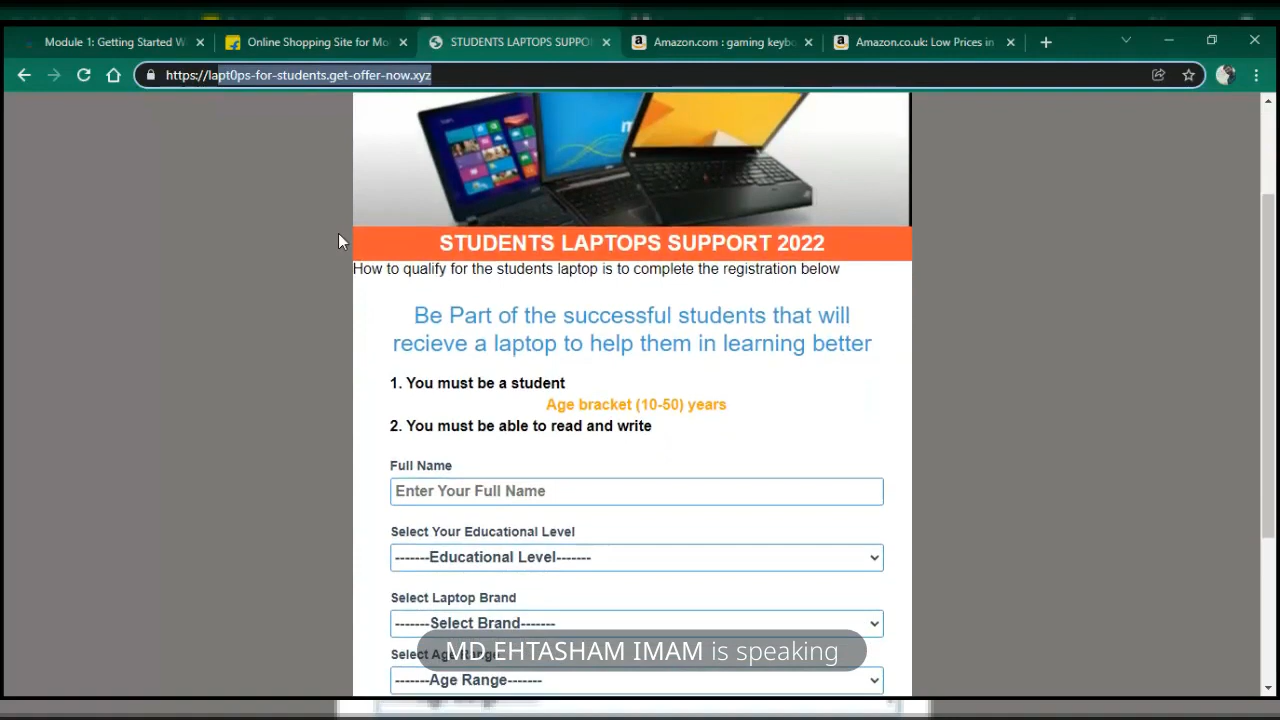 Module 1: Getting Started W
Online Shopping Site for Mo
STUDENTS LAPTOPS SUPPO
Amazon.com : gaming keybo
Amazon.co.uk: Low Prices in
https://lapt0ps-for-students.get-offer-now.xyz
STUDENTS LAPTOPS SUPPORT 2022
How to qualify for the students laptop is to complete the registration below
Be Part of the successful students that will
recieve a laptop to help them in learning better
1. You must be a student
Age bracket (10-50) years
2. You must be able to read and write
Full Name
Enter Your Full Name
Select Your Educational Level
-------Educational Level-------
Select Laptop Brand
-------Select Brand-------
MD.EHTASHAM IMAM is speaking
Select Age Range
-------Age Range-------